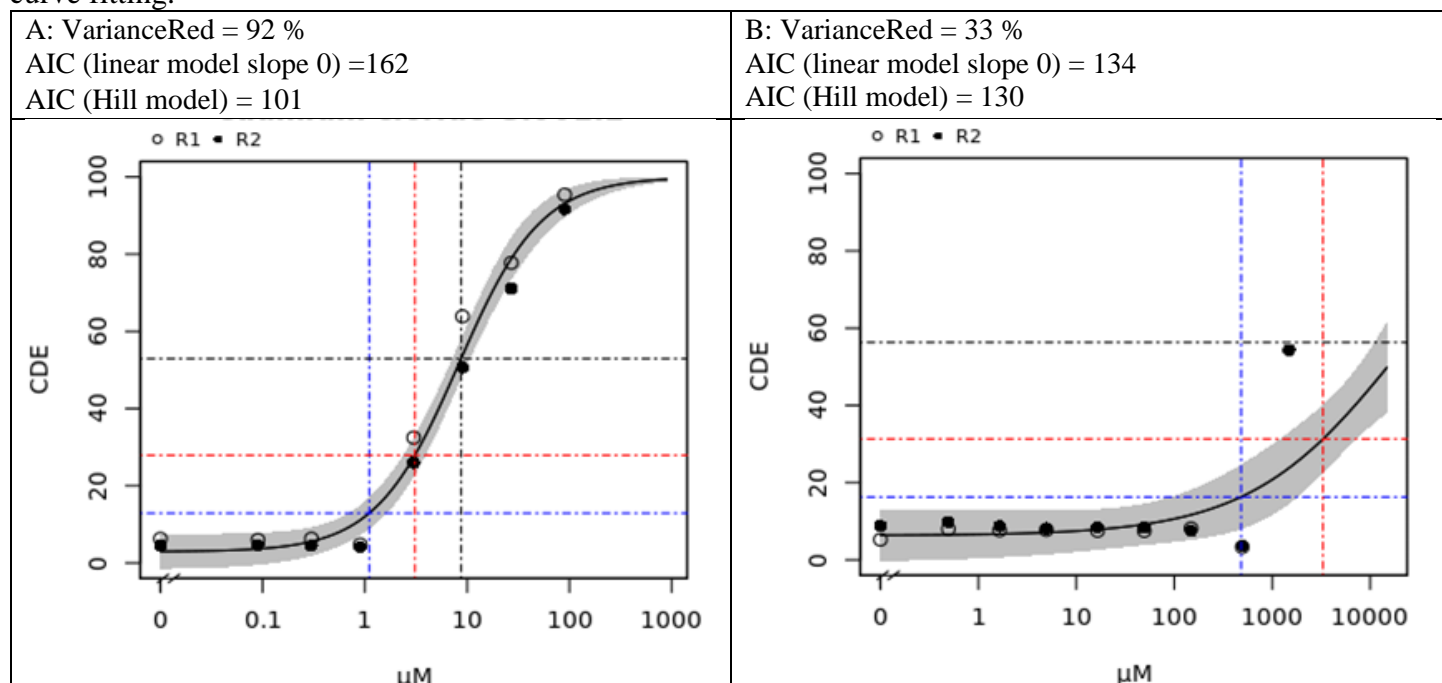 curve fitting.
A: VarianceRed = 92 %
AIC (linear model slope 0) =162
AIC (Hill model) = 101
B: VarianceRed = 33 %
AIC (linear model slope 0) = 134
AIC (Hill model) = 130
R1 R2
CDE
100
80
60
40
20
0
0 0.1 1 10 100 1000
µM
R1 R2
CDE
100
80
60
40
20
0
0 1 10 100 1000 10000
µM